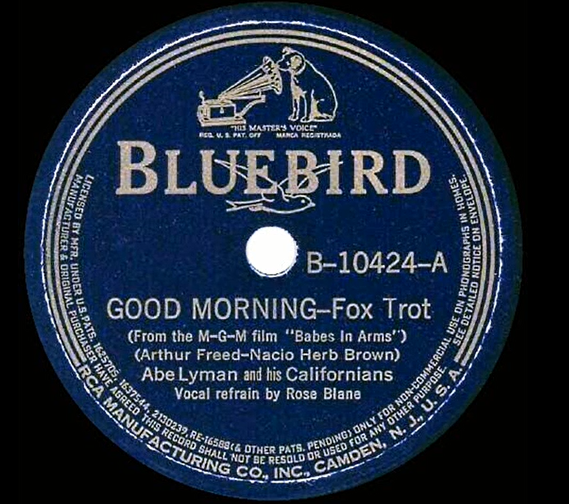 "HIS MASTER'S VOICE"
REG. U. S. PAT. OFF. MARCA REGISTRADA
BLUEBIRD
B-10424-A
GOOD MORNING-Fox Trot
(From the M-G-M film "Babes In Arms")
(Arthur Freed-Nacio Herb Brown)
Abe Lyman and his Californians
Vocal refrain by Rose Blane
LICENSED BY MFR. UNDER U.S. PATS. 1625705, 1637544, 2130239, RE-16588 (& OTHER PATS. PENDING) ONLY FOR NON-COMMERCIAL USE ON PHONOGRAPHS IN HOMES.
MANUFACTURER & ORIGINAL PURCHASER HAVE AGREED THIS RECORD SHALL NOT BE RESOLD OR USED FOR ANY OTHER PURPOSE. SEE DETAILED NOTICE ON ENVELOPE.
RCA MANUFACTURING CO., INC., CAMDEN, N. J., U. S. A.